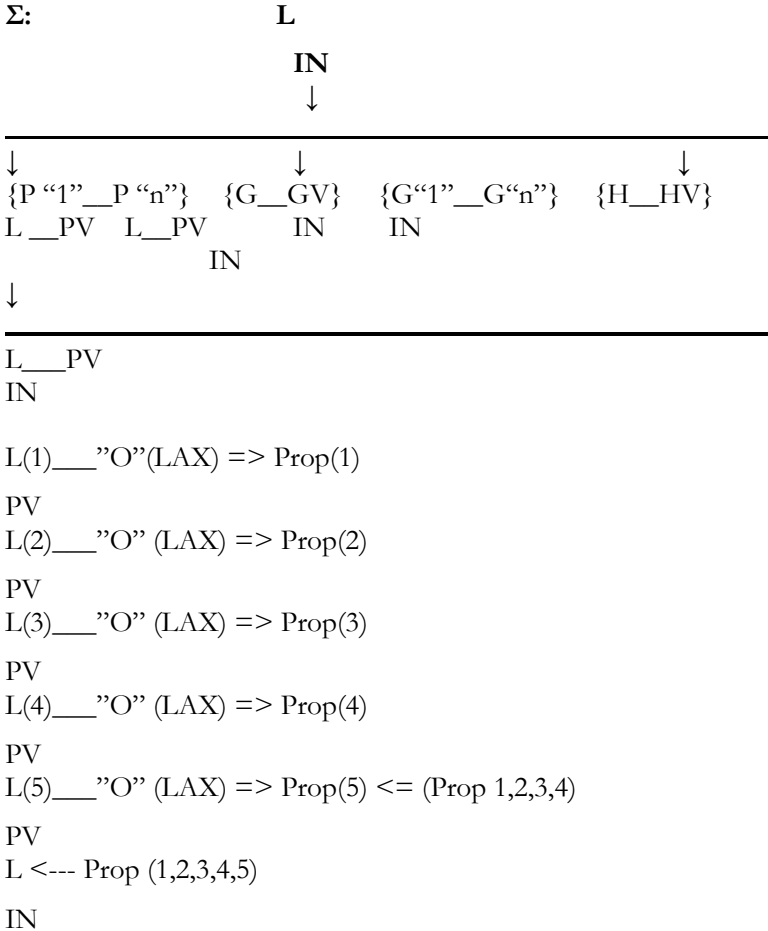 Σ: L
IN
↓
↓ ↓ ↓
{P “1”__P “n”} {G__GV} {G“1”__G“n”} {H__HV}
L __PV L__PV IN IN
IN
↓
L___PV
IN
L(1)___”O”(LAX) => Prop(1)
PV
L(2)___”O” (LAX) => Prop(2)
PV
L(3)___”O” (LAX) => Prop(3)
PV
L(4)___”O” (LAX) => Prop(4)
PV
L(5)___”O” (LAX) => Prop(5) <= (Prop 1,2,3,4)
PV
L <--- Prop (1,2,3,4,5)
IN